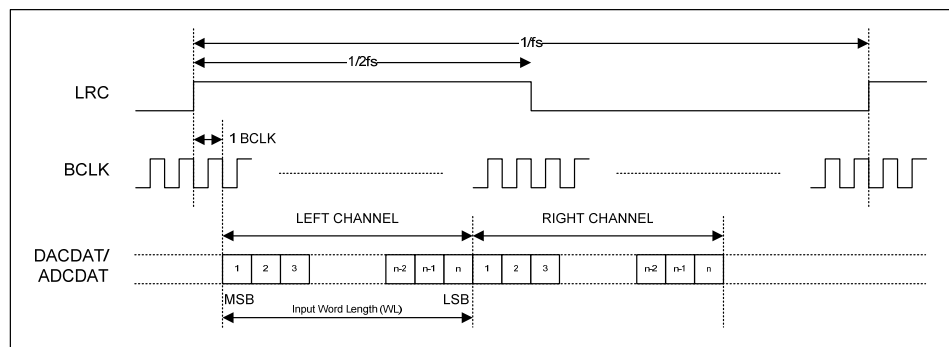 1/fs
1/2fs
LRC
1 BCLK
BCLK
LEFT CHANNEL RIGHT CHANNEL
DACDAT/
ADCDAT
1 2 3 n-2 n-1 n 1 2 3 n-2 n-1 n
MSB LSB
Input Word Length (WL)